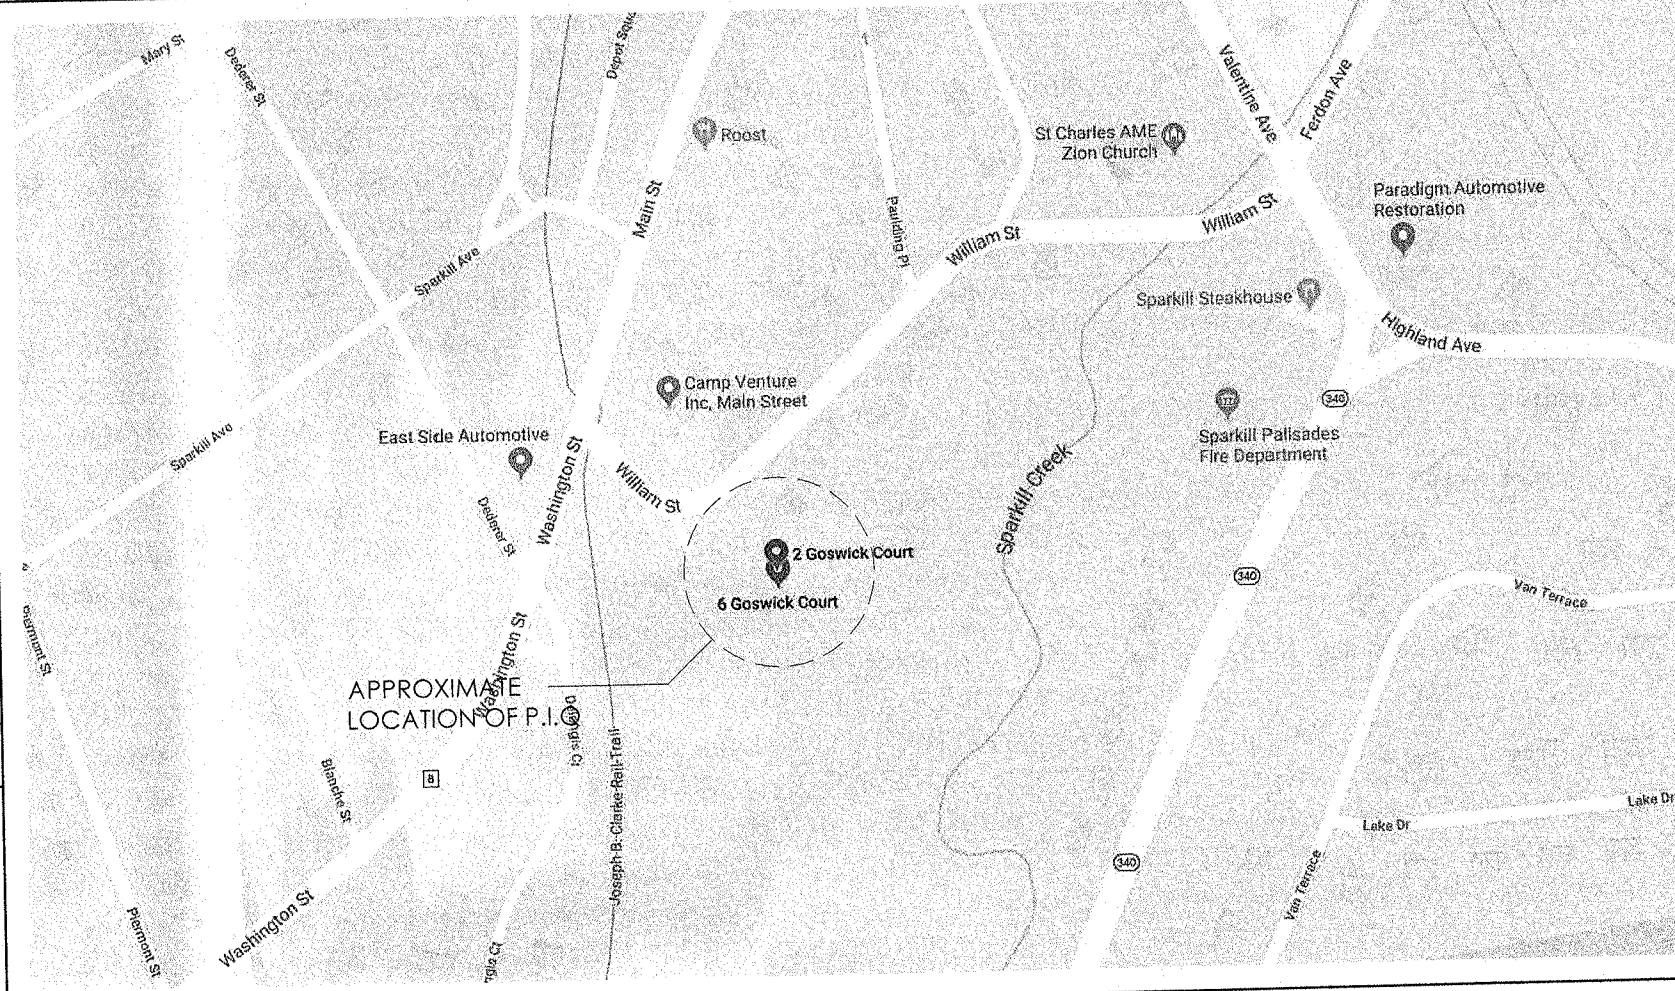 Mary St
Dederer St
Valentine Ave
Ferdon Ave
Roost
St Charles AME
Zion Church
Main St
Paulding Pl
William St
William St
Paradigm Automotive
Restoration
Sparkill Ave
Sparkill Steakhouse
Highland Ave
Camp Venture
Inc, Main Street
340
Sparkill Ave
East Side Automotive
Sparkill Palisades
Fire Department
Washington St
William St
Sparkill Creek
Dederer St
2 Goswick Court
340
6 Goswick Court
Van Terrace
Piermont St
Washington St
APPROXIMATE
LOCATION OF P.I.Q
Joseph B. Clarke Rail-Trail
Blanche St
8
Lake Dr
Lake Dr
340
Van Terrace
Washington St
Piermont St